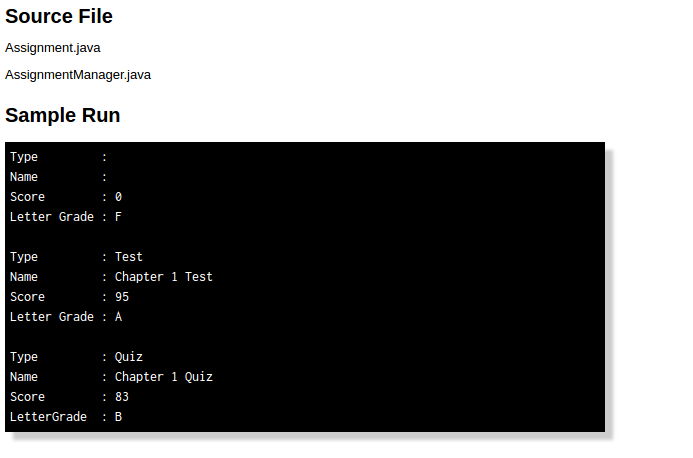 Source File
Assignment.java
AssignmentManager.java
Sample Run
Type         :
Name         :
Score        : 0
Letter Grade : F
Type         : Test
Name         : Chapter 1 Test
Score        : 95
Letter Grade : A
Type         : Quiz
Name         : Chapter 1 Quiz
Score        : 83
LetterGrade  : B